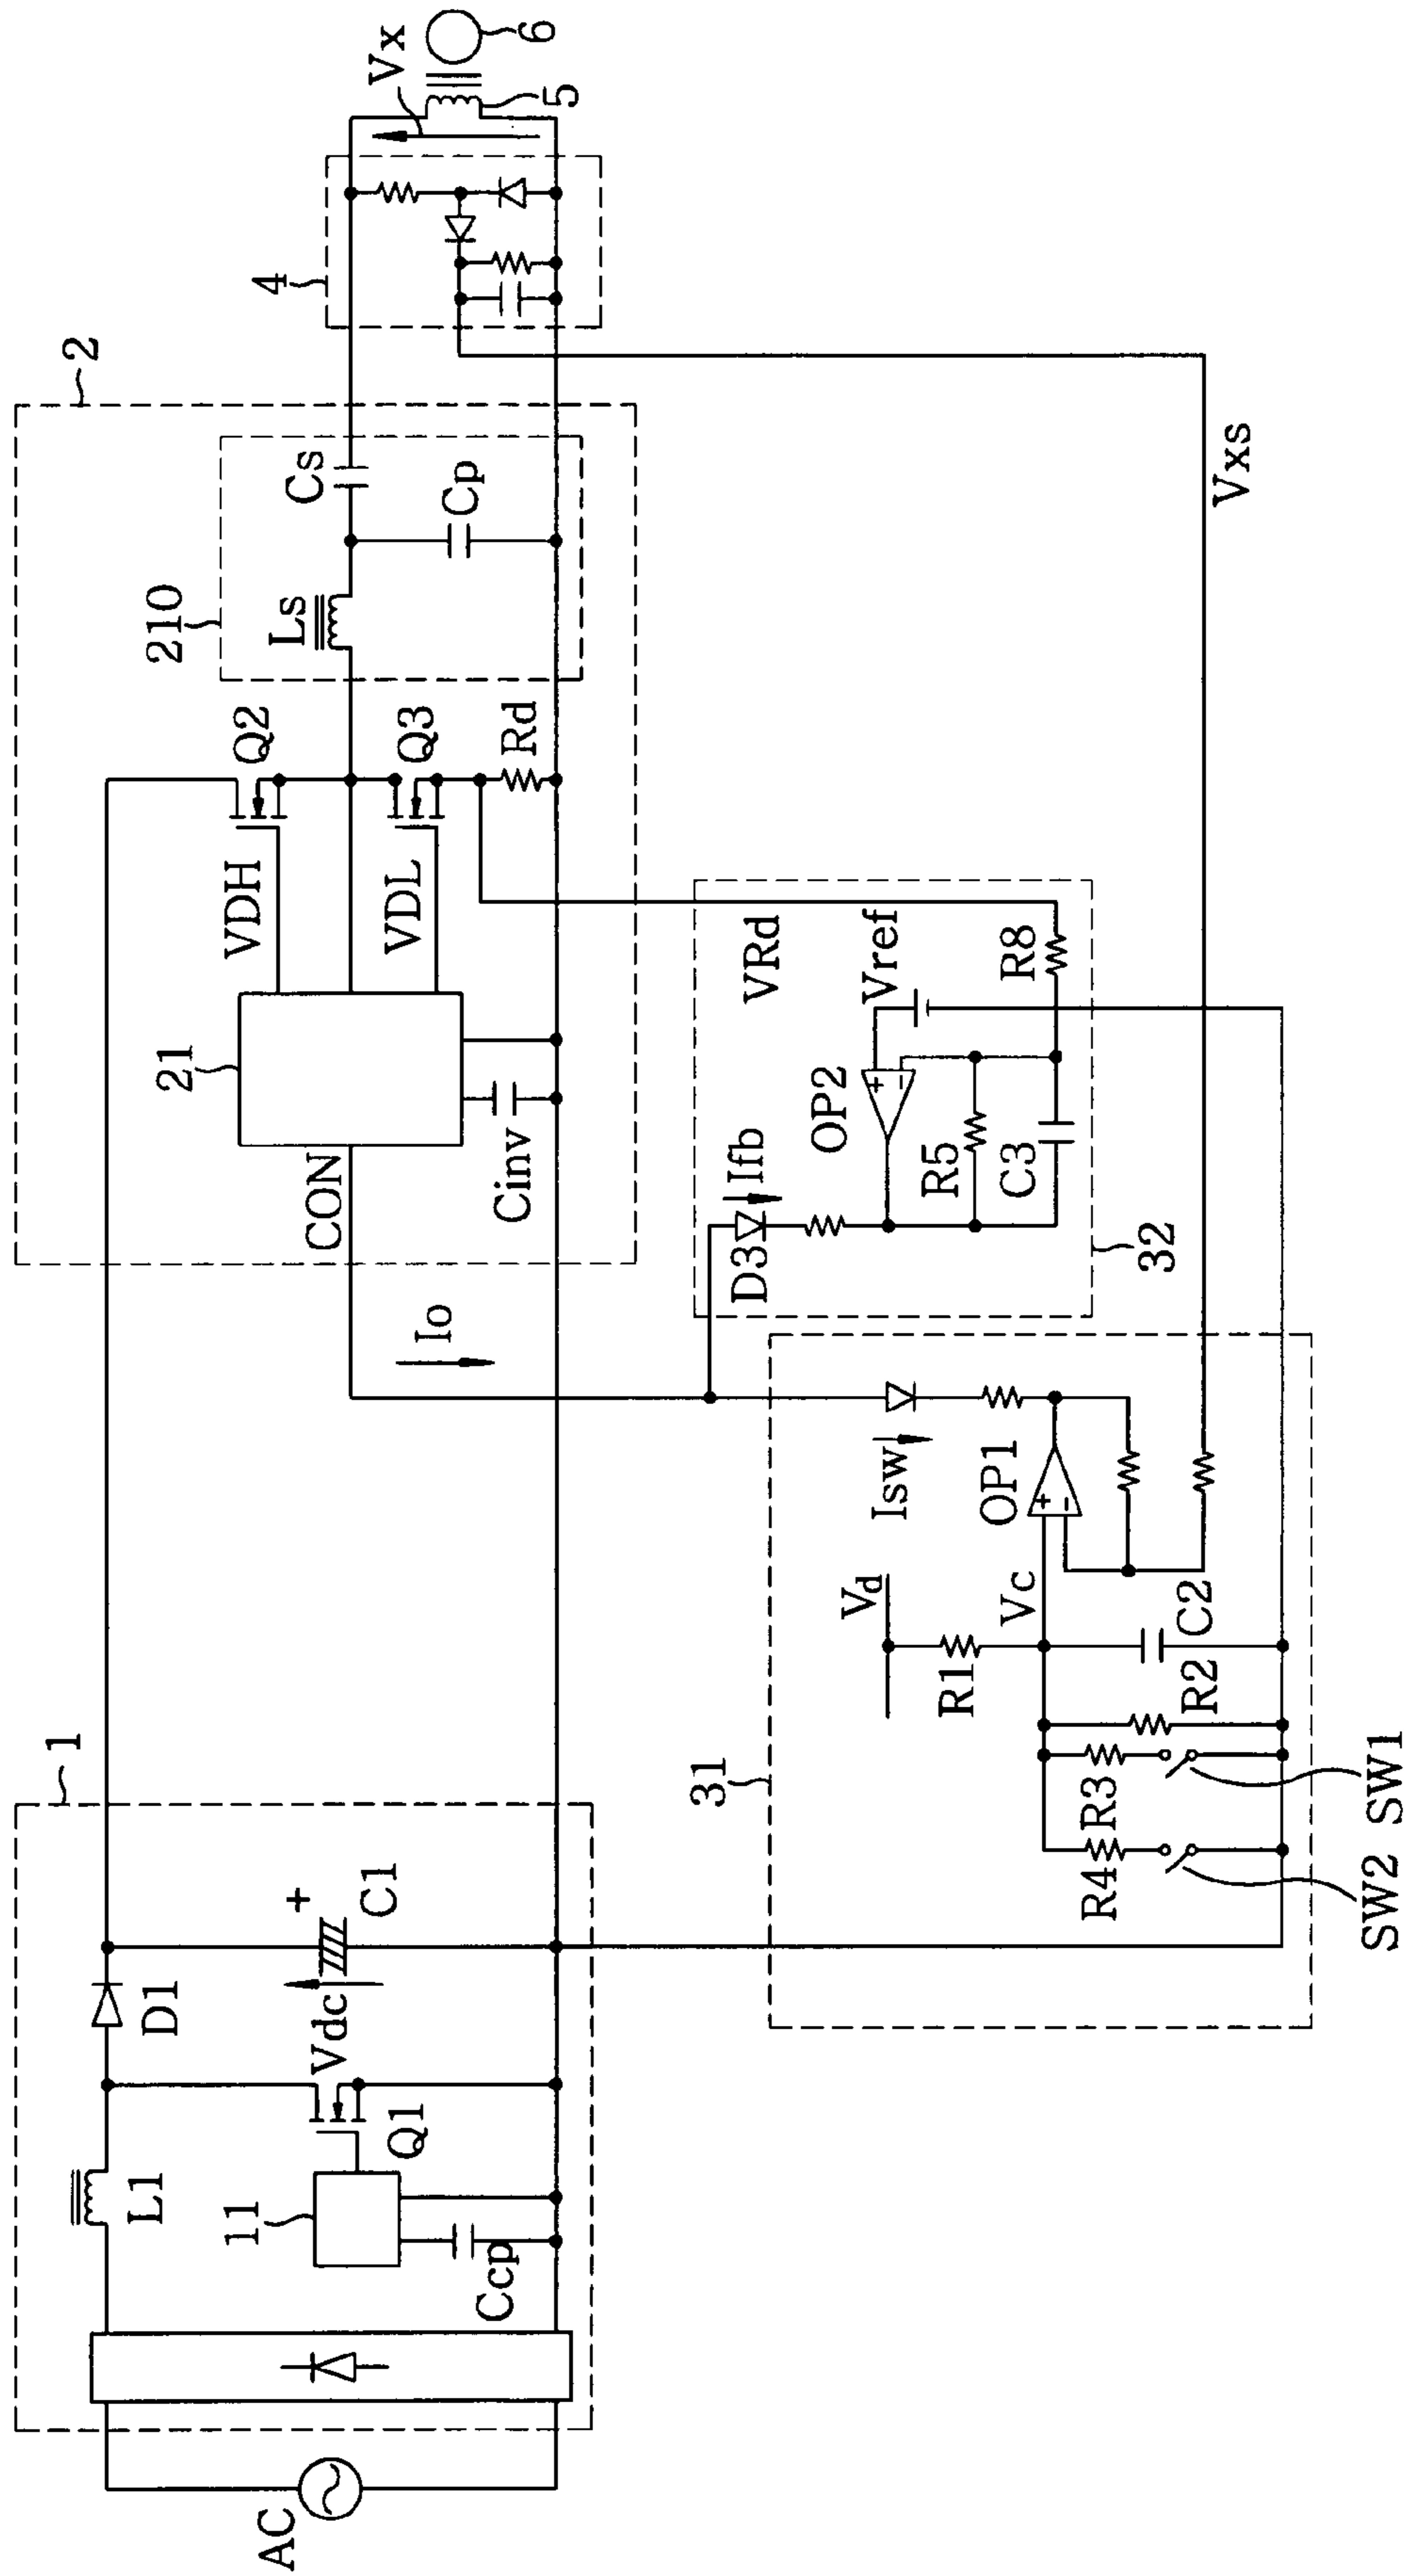 1
2
4
Vx
6
5
AC
L1
11
Ccp
Q1
D1
Vdc
+
C1
CON
Io
21
Cinv
VDH
VDL
Q2
Q3
Rd
210
Ls
Cs
Cp
31
R4
R3
R2
SW2
SW1
Vd
R1
Vc
C2
OP1
+
−
Isw
32
D3
Ifb
OP2
+
−
R5
C3
VRd
Vref
R8
Vxs